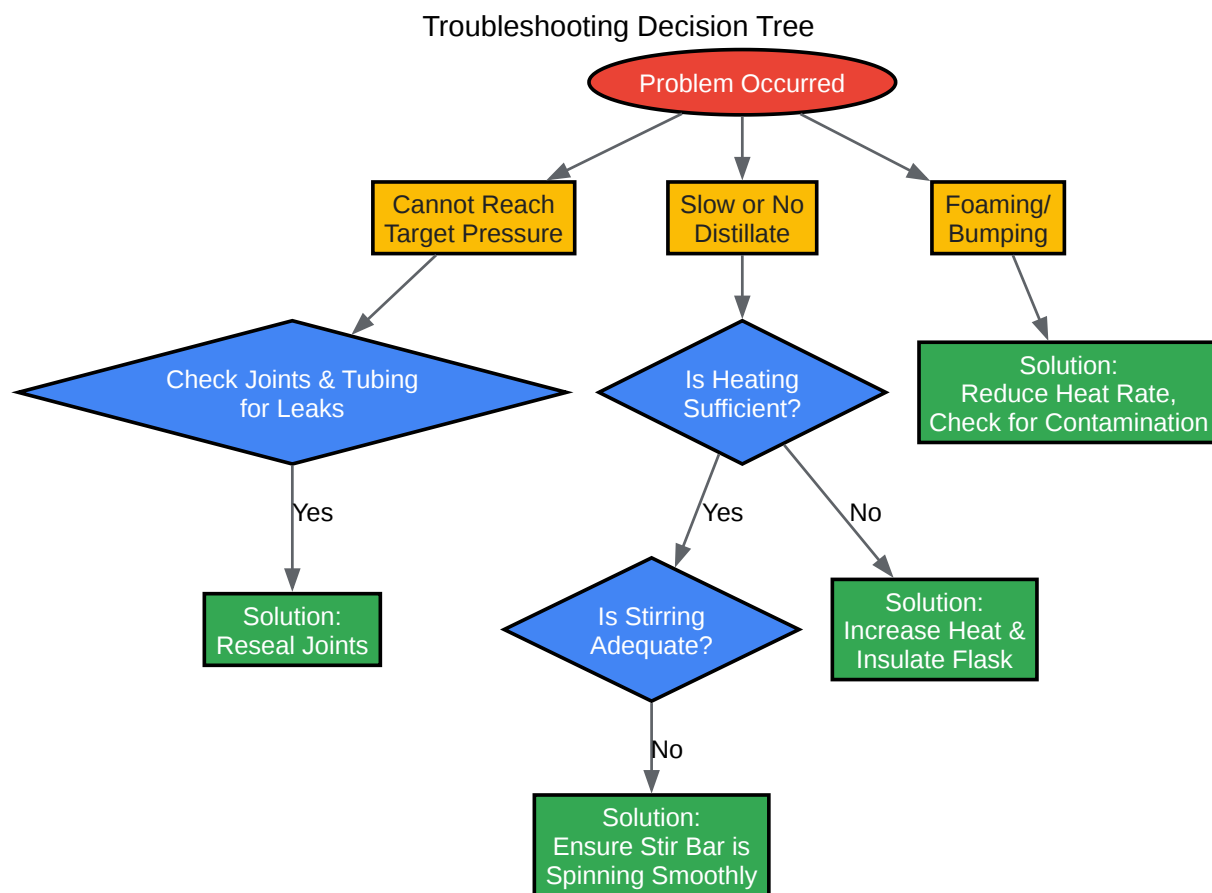 Troubleshooting Decision Tree
Problem Occurred
Cannot Reach
Target Pressure
Slow or No
Distillate
Foaming/
Bumping
Check Joints & Tubing
for Leaks
Is Heating
Sufficient?
Solution:
Reduce Heat Rate,
Check for Contamination
Yes
Yes
No
Solution:
Reseal Joints
Is Stirring
Adequate?
Solution:
Increase Heat &
Insulate Flask
No
Solution:
Ensure Stir Bar is
Spinning Smoothly